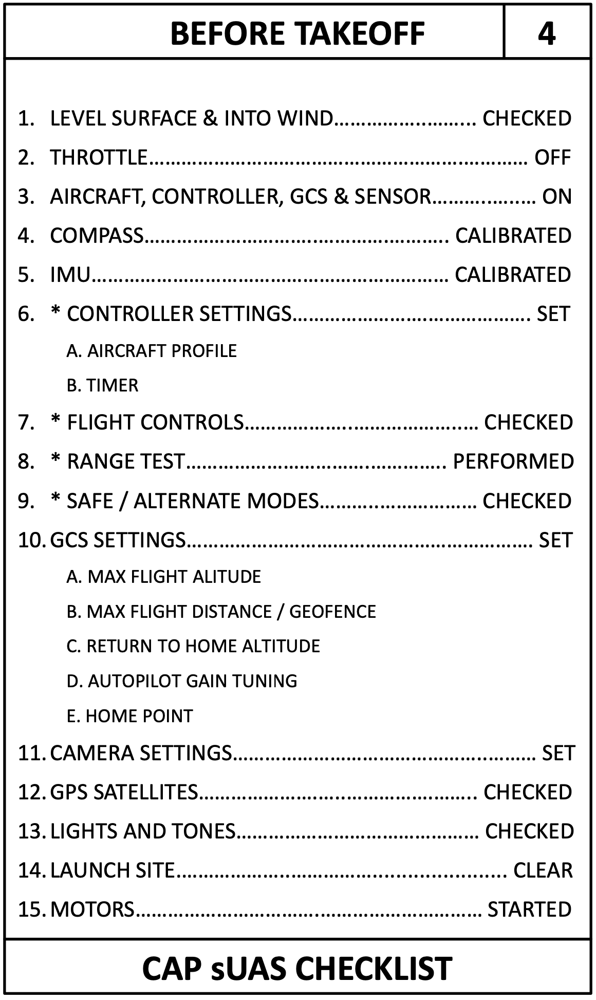 BEFORE TAKEOFF 4
1. LEVEL SURFACE & INTO WIND........................ CHECKED
2. THROTTLE........................ OFF
3. AIRCRAFT, CONTROLLER, GCS & SENSOR........................ ON
4. COMPASS........................ CALIBRATED
5. IMU........................ CALIBRATED
6. * CONTROLLER SETTINGS........................ SET
A. AIRCRAFT PROFILE
B. TIMER
7. * FLIGHT CONTROLS........................ CHECKED
8. * RANGE TEST........................ PERFORMED
9. * SAFE / ALTERNATE MODES........................ CHECKED
10. GCS SETTINGS........................ SET
A. MAX FLIGHT ALITUDE
B. MAX FLIGHT DISTANCE / GEOFENCE
C. RETURN TO HOME ALTITUDE
D. AUTOPILOT GAIN TUNING
E. HOME POINT
11. CAMERA SETTINGS........................ SET
12. GPS SATELLITES........................ CHECKED
13. LIGHTS AND TONES........................ CHECKED
14. LAUNCH SITE........................ CLEAR
15. MOTORS........................ STARTED
CAP sUAS CHECKLIST